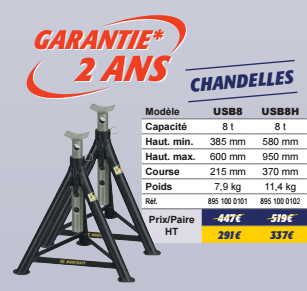 GARANTIE*
2 ANS
CHANDELLES
Modèle USB8 USB8H
Capacité 8 t 8 t
Haut. min. 385 mm 580 mm
Haut. max. 600 mm 950 mm
Course 215 mm 370 mm
Poids 7,9 kg 11,4 kg
Réf. 895 100 0101 895 100 0102
Prix/Paire 447€ 519€
HT 291€ 337€